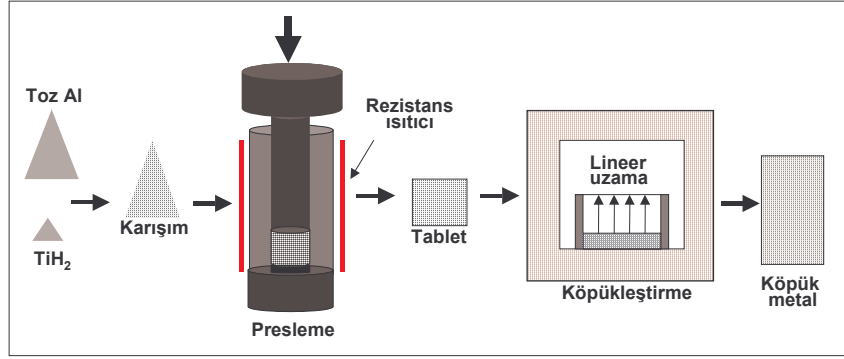 Toz Al
TiH₂
Karışım
Presleme
Rezistans
ısıtıcı
Tablet
Lineer
uzama
Köpükleştirme
Köpük
metal